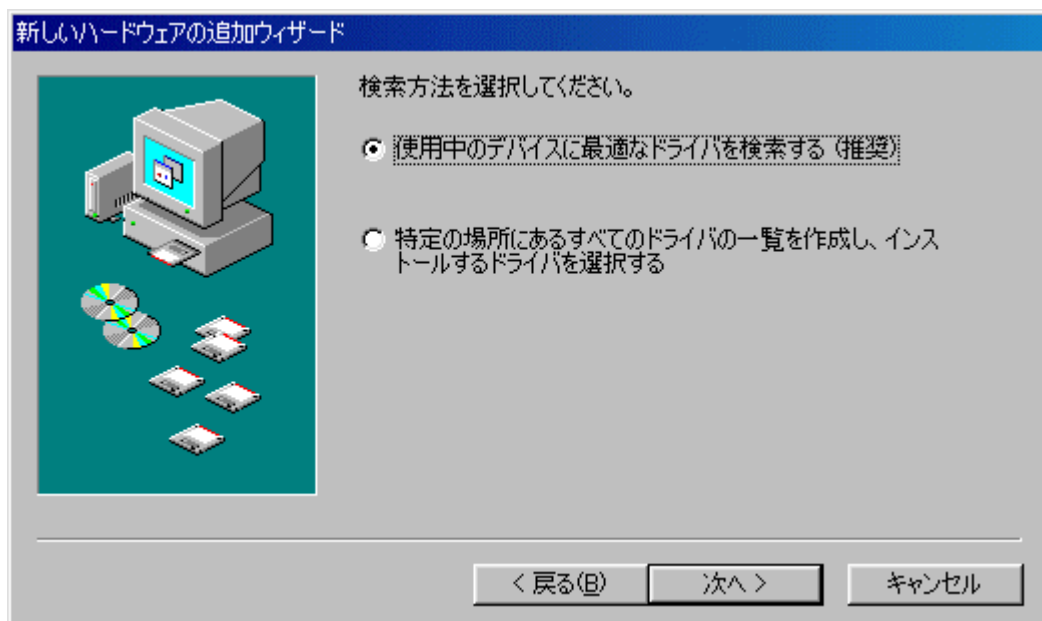 新しいハードウェアの追加ウィザード
検索方法を選択してください。
使用中のデバイスに最適なドライバを検索する (推奨)
特定の場所にあるすべてのドライバの一覧を作成し、インス
トールするドライバを選択する
< 戻る(B)
次へ >
キャンセル